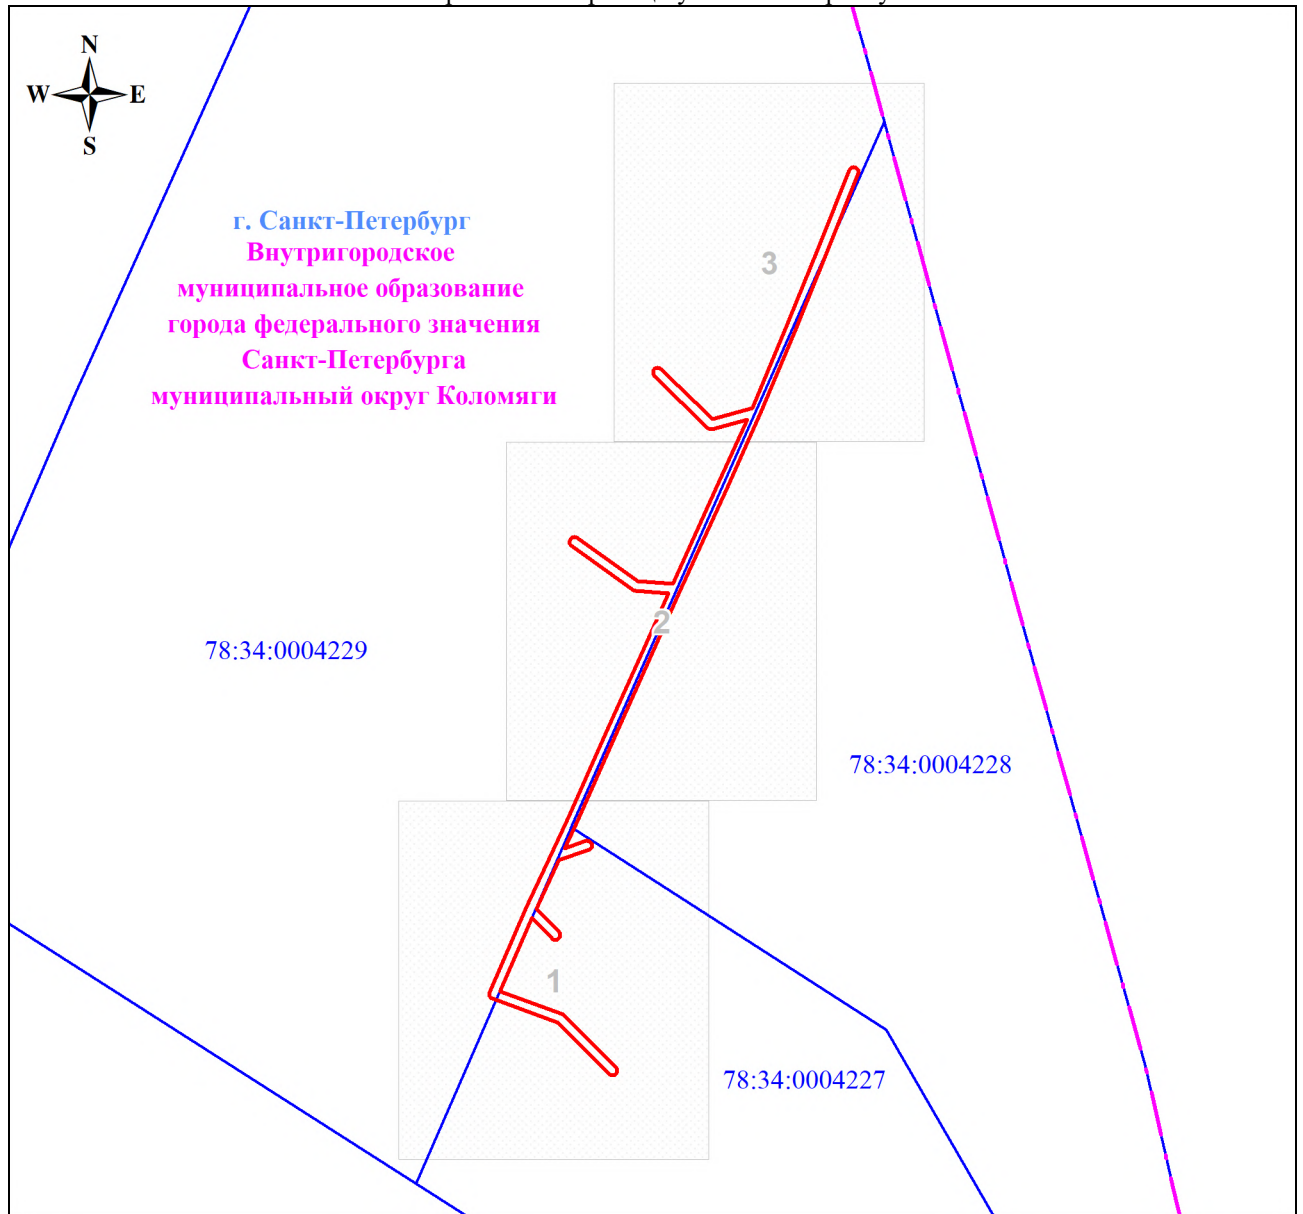 N
W E
S
г. Санкт-Петербург
Внутригородское
муниципальное образование
города федерального значения
Санкт-Петербурга
муниципальный округ Коломяги
3
2
78:34:0004229
78:34:0004228
1
78:34:0004227